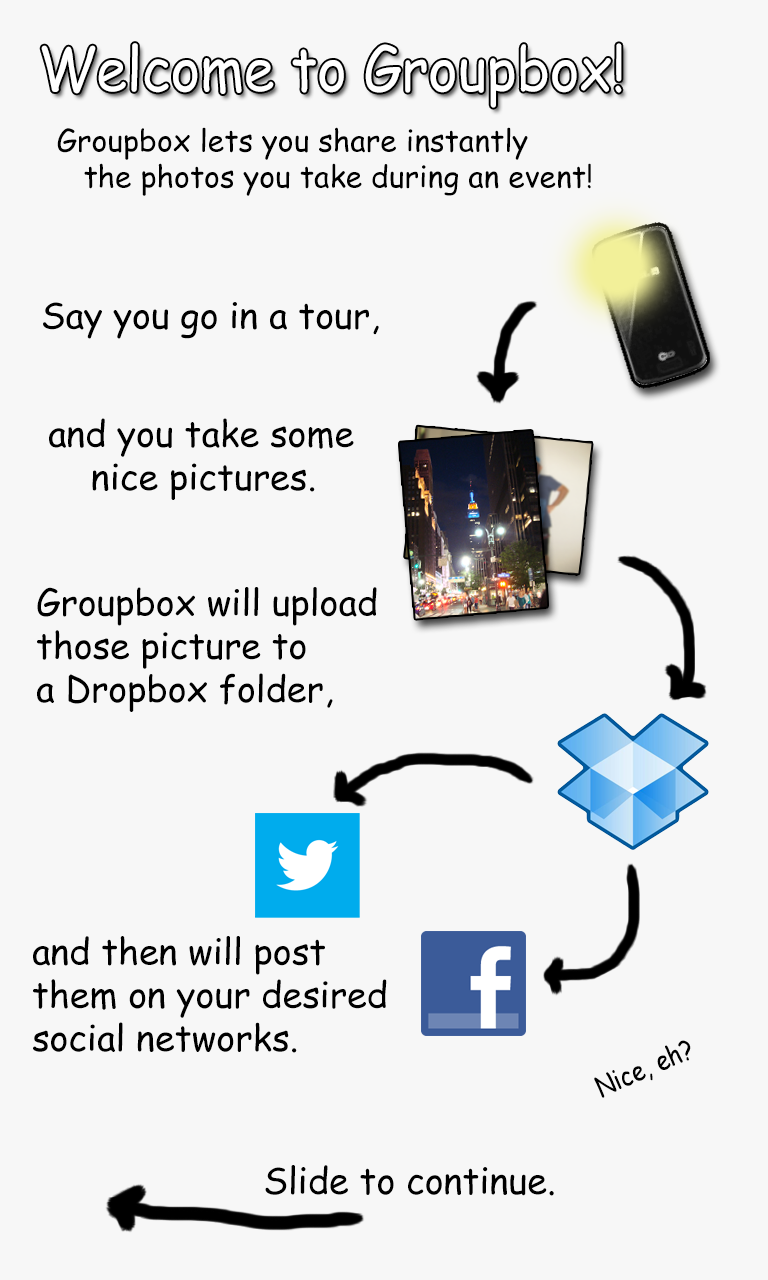 Welcome to Groupbox!
Groupbox lets you share instantly
the photos you take during an event!
Say you go in a tour,
and you take some
nice pictures.
Groupbox will upload
those picture to
a Dropbox folder,
and then will post
them on your desired
social networks.
Nice, eh?
Slide to continue.